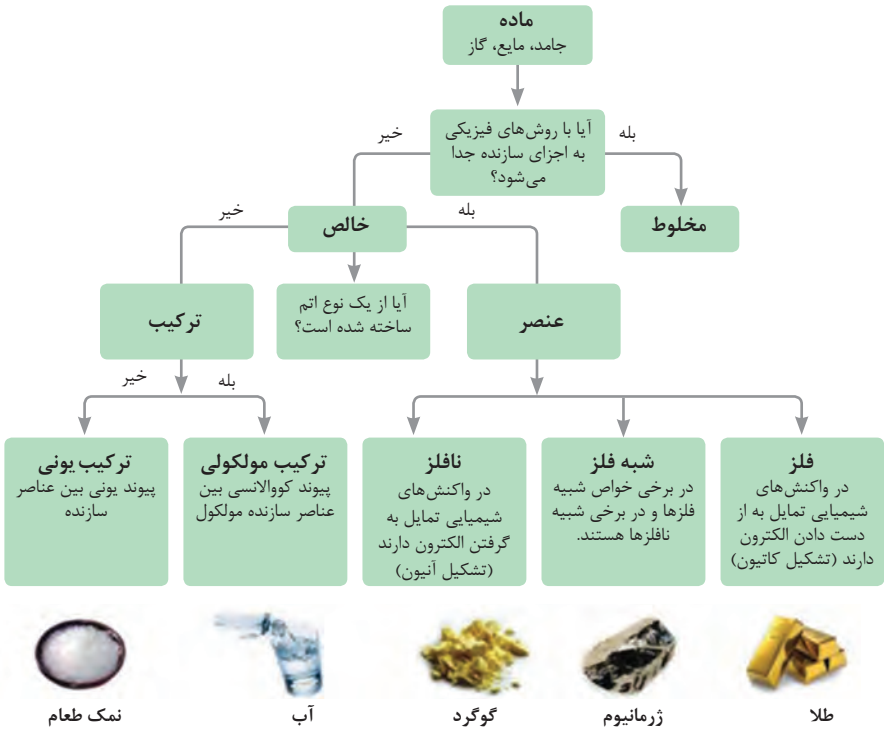 ماده
جامد، مایع، گاز
آیا با روش‌های فیزیکی
به اجزای سازنده جدا
می‌شود؟
بله
خیر
مخلوط
خالص
بله
خیر
عنصر
آیا از یک نوع اتم
ساخته شده است؟
ترکیب
بله
خیر
فلز
در واکنش‌های
شیمیایی تمایل به از
دست دادن الکترون
دارند (تشکیل کاتیون)
شبه فلز
در برخی خواص شبیه
فلزها و در برخی شبیه
نافلزها هستند.
نافلز
در واکنش‌های
شیمیایی تمایل به
گرفتن الکترون دارند
(تشکیل آنیون)
ترکیب مولکولی
پیوند کووالانسی بین
عناصر سازنده مولکول
ترکیب یونی
پیوند یونی بین عناصر
سازنده
طلا
ژرمانیوم
گوگرد
آب
نمک طعام